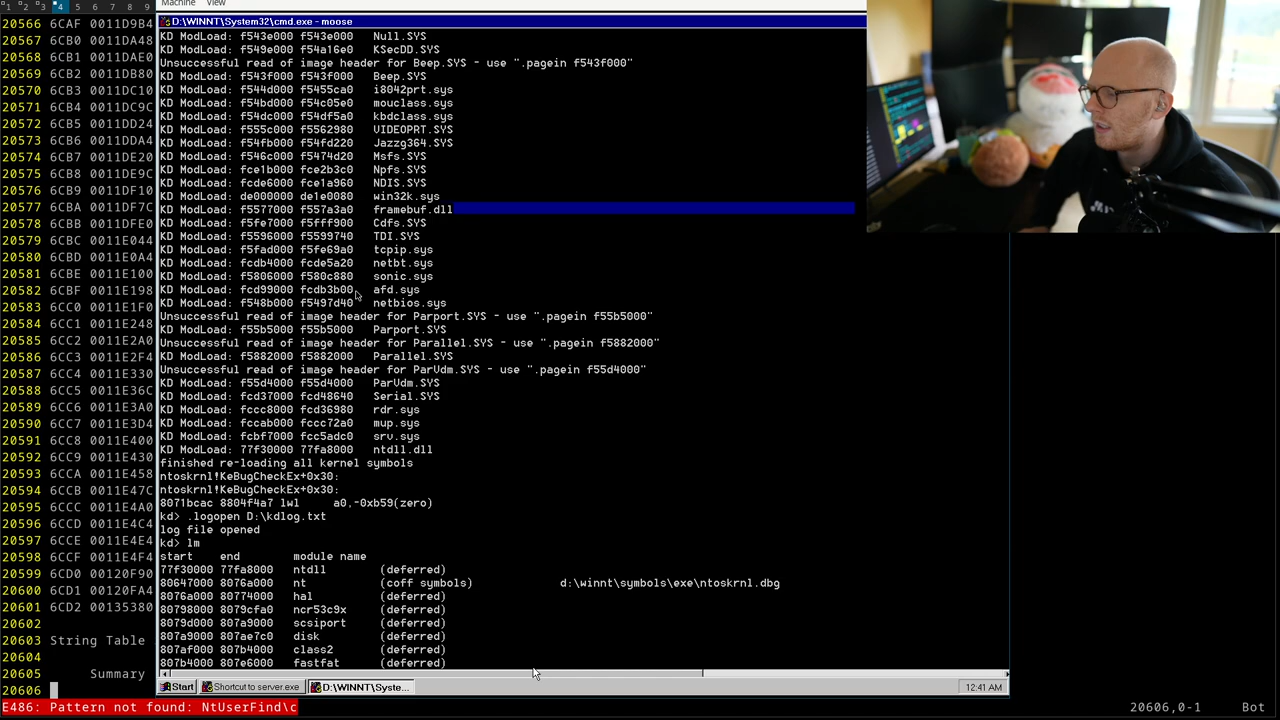 1 2 3 4 5 6 7 8 9
Machine View
D:\WINNT\System32\cmd.exe - moose
20566 6CAF 0011D9B4
20567 6CB0 0011DA48
20568 6CB1 0011DAE0
20569 6CB2 0011DB80
20570 6CB3 0011DC10
20571 6CB4 0011DC9C
20572 6CB5 0011DD24
20573 6CB6 0011DDA4
20574 6CB7 0011DE20
20575 6CB8 0011DE9C
20576 6CB9 0011DF10
20577 6CBA 0011DF7C
20578 6CBB 0011DFE0
20579 6CBC 0011E044
20580 6CBD 0011E0A4
20581 6CBE 0011E100
20582 6CBF 0011E198
20583 6CC0 0011E1F0
20584 6CC1 0011E248
20585 6CC2 0011E2A0
20586 6CC3 0011E2F4
20587 6CC4 0011E330
20588 6CC5 0011E36C
20589 6CC6 0011E3A0
20590 6CC7 0011E3D4
20591 6CC8 0011E400
20592 6CC9 0011E430
20593 6CCA 0011E458
20594 6CCB 0011E47C
20595 6CCC 0011E4A0
20596 6CCD 0011E4C4
20597 6CCE 0011E4E4
20598 6CCF 0011E4F4
20599 6CD0 00120F90
20600 6CD1 00120FA4
20601 6CD2 00135380
20602
20603 String Table
20604
20605 Summary
20606
KD ModLoad: f543e000 f543e000 Null.SYS
KD ModLoad: f549e000 f54a16e0 KSecDD.SYS
Unsuccessful read of image header for Beep.SYS - use ".pagein f543f000"
KD ModLoad: f543f000 f543f000 Beep.SYS
KD ModLoad: f544d000 f5455ca0 i8042prt.sys
KD ModLoad: f54bd000 f54c05e0 mouclass.sys
KD ModLoad: f54dc000 f54df5a0 kbdclass.sys
KD ModLoad: f555c000 f5562980 VIDEOPRT.SYS
KD ModLoad: f54fb000 f54fd220 Jazzg364.SYS
KD ModLoad: f546c000 f5474d20 Msfs.SYS
KD ModLoad: fce1b000 fce2b3c0 Npfs.SYS
KD ModLoad: fcde6000 fce1a960 NDIS.SYS
KD ModLoad: de000000 de1e0080 win32k.sys
KD ModLoad: f5577000 f557a3a0 framebuf.dll
KD ModLoad: f5fe7000 f5fff900 Cdfs.SYS
KD ModLoad: f5596000 f5599740 TDI.SYS
KD ModLoad: f5fad000 f5fe69a0 tcpip.sys
KD ModLoad: fcdb4000 fcde5a20 netbt.sys
KD ModLoad: f5806000 f580c880 sonic.sys
KD ModLoad: fcd99000 fcdb3b00 afd.sys
KD ModLoad: f548b000 f5497d40 netbios.sys
Unsuccessful read of image header for Parport.SYS - use ".pagein f55b5000"
KD ModLoad: f55b5000 f55b5000 Parport.SYS
Unsuccessful read of image header for Parallel.SYS - use ".pagein f5882000"
KD ModLoad: f5882000 f5882000 Parallel.SYS
Unsuccessful read of image header for ParVdm.SYS - use ".pagein f55d4000"
KD ModLoad: f55d4000 f55d4000 ParVdm.SYS
KD ModLoad: fcd37000 fcd48640 Serial.SYS
KD ModLoad: fccc8000 fcd36980 rdr.sys
KD ModLoad: fccab000 fccc72a0 mup.sys
KD ModLoad: fcbf7000 fcc5adc0 srv.sys
KD ModLoad: 77f30000 77fa8000 ntdll.dll
finished re-loading all kernel symbols
ntoskrnl!KeBugCheckEx+0x30:
ntoskrnl!KeBugCheckEx+0x30:
8071bcac 8804f4a7 lwl a0,-0xb59(zero)
kd> .logopen D:\kdlog.txt
log file opened
kd> lm
start end module name
77f30000 77fa8000 ntdll (deferred)
80647000 8076a000 nt (coff symbols) d:\winnt\symbols\exe\ntoskrnl.dbg
8076a000 80774000 hal (deferred)
80798000 8079cfa0 ncr53c9x (deferred)
8079d000 807a9000 scsiport (deferred)
807a9000 807ae7c0 disk (deferred)
807af000 807b4000 class2 (deferred)
807b4000 807e6000 fastfat (deferred)
Start Shortcut to server.exe D:\WINNT\Syste... 12:41 AM
E486: Pattern not found: NtUserFind\c 20606,0-1 Bot